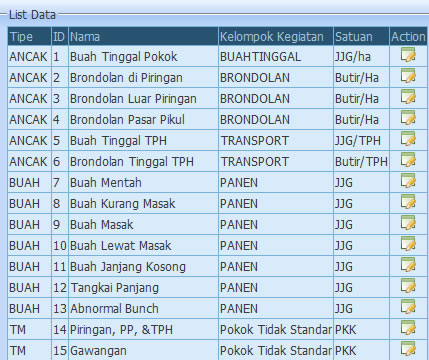 List Data
Tipe ID Nama Kelompok Kegiatan Satuan Action
ANCAK 1 Buah Tinggal Pokok BUAHTINGGAL JJG/ha
ANCAK 2 Brondolan di Piringan BRONDOLAN Butir/Ha
ANCAK 3 Brondolan Luar Piringan BRONDOLAN Butir/Ha
ANCAK 4 Brondolan Pasar Pikul BRONDOLAN Butir/Ha
ANCAK 5 Buah Tinggal TPH TRANSPORT JJG/TPH
ANCAK 6 Brondolan Tinggal TPH TRANSPORT Butir/TPH
BUAH 7 Buah Mentah PANEN JJG
BUAH 8 Buah Kurang Masak PANEN JJG
BUAH 9 Buah Masak PANEN JJG
BUAH 10 Buah Lewat Masak PANEN JJG
BUAH 11 Buah Janjang Kosong PANEN JJG
BUAH 12 Tangkai Panjang PANEN JJG
BUAH 13 Abnormal Bunch PANEN JJG
TM 14 Piringan, PP, &TPH Pokok Tidak Standar PKK
TM 15 Gawangan Pokok Tidak Standar PKK